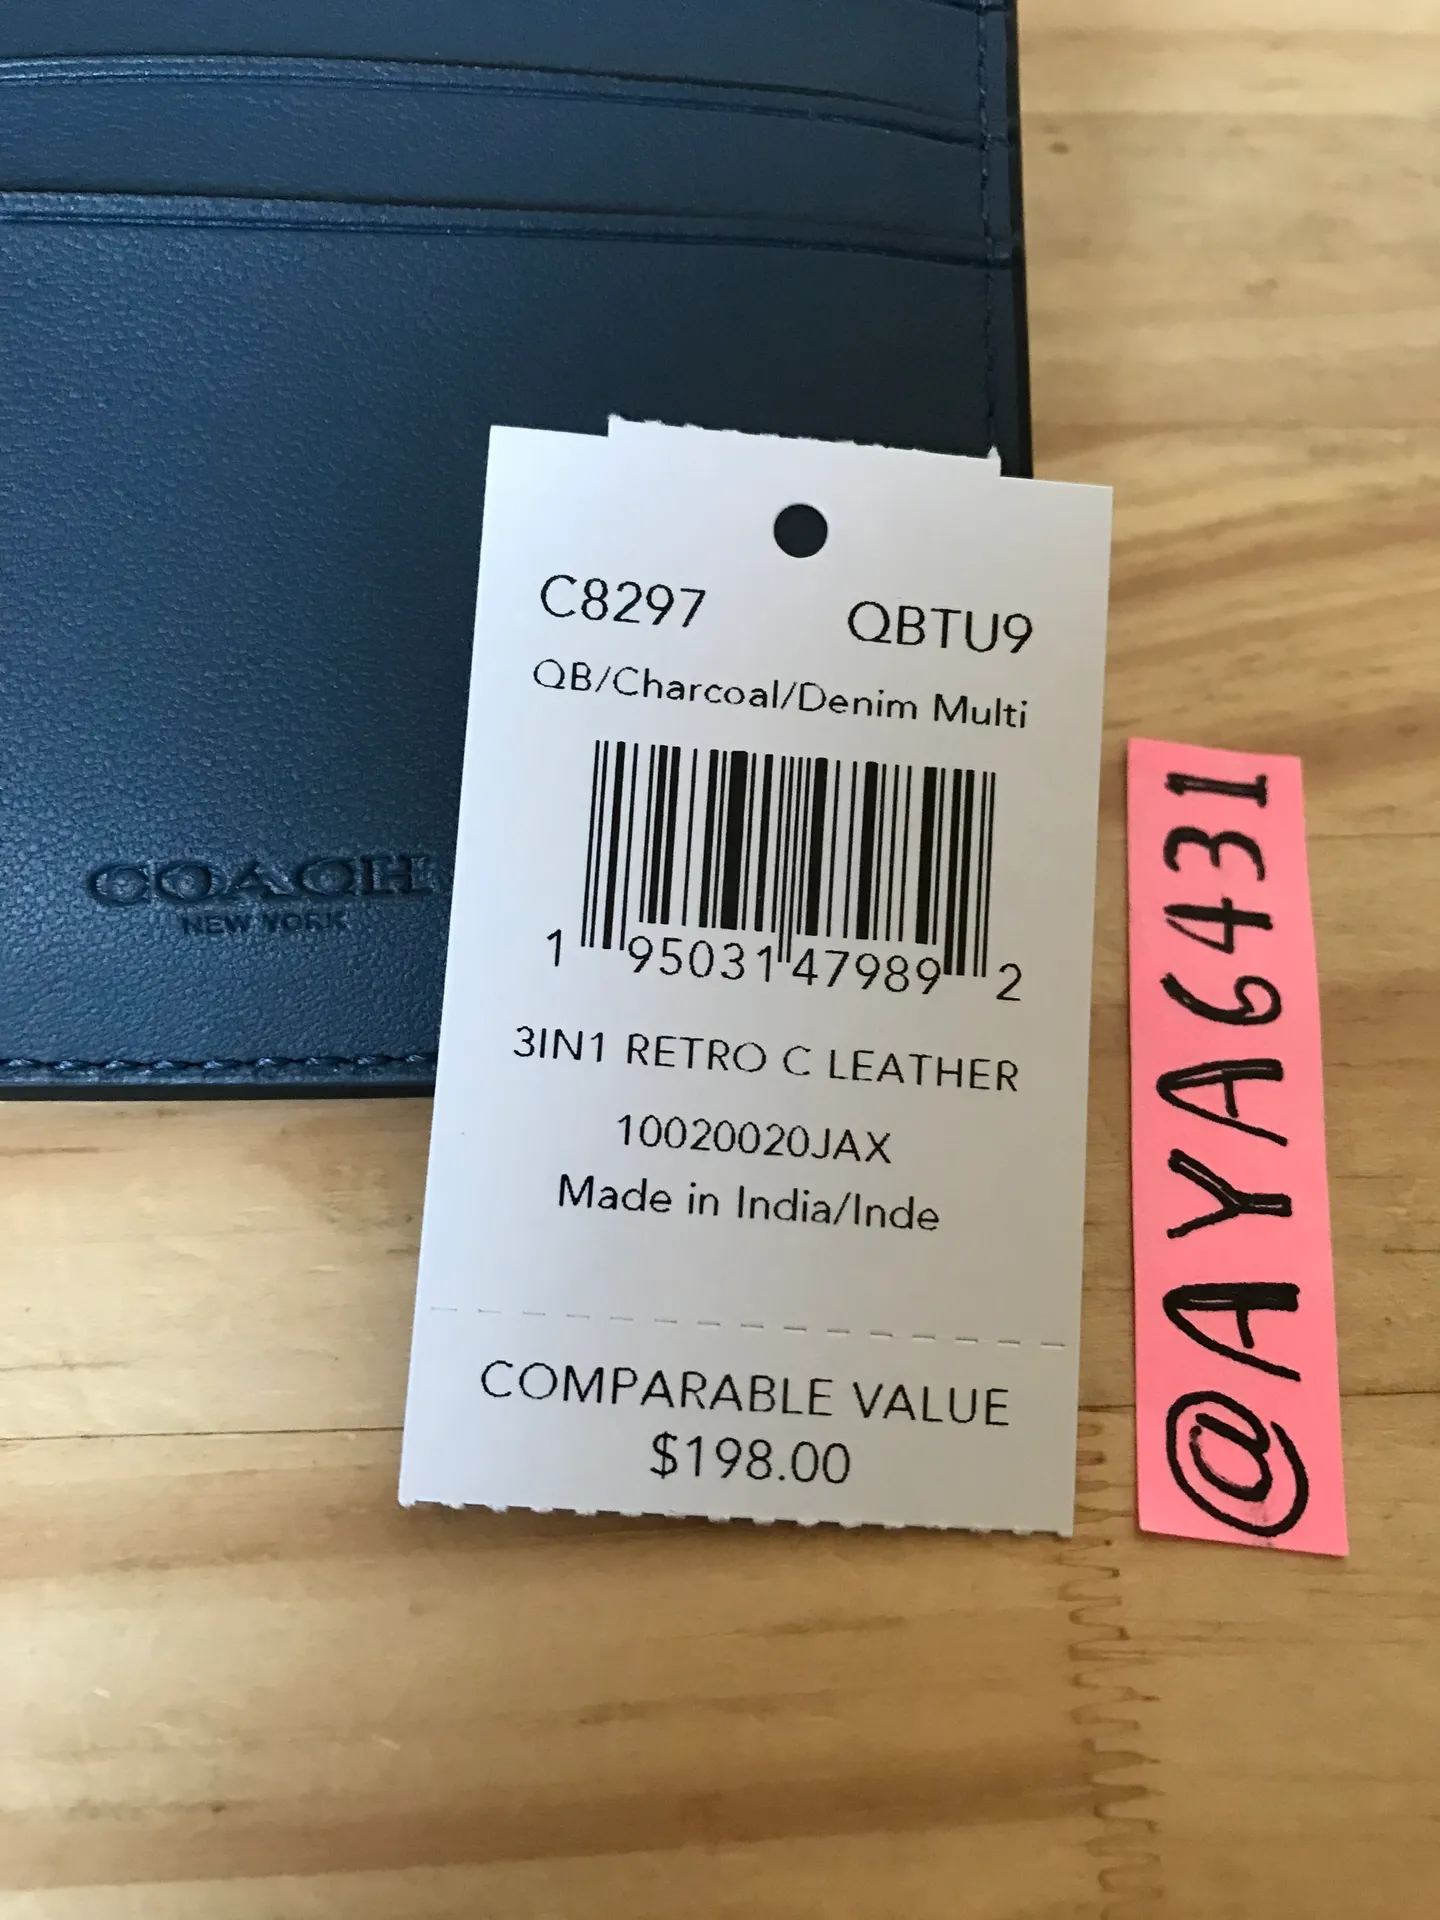 COACH
NEW YORK
C8297 QBTU9
QB/Charcoal/Denim Multi
1 95031 47989 2
3IN1 RETRO C LEATHER
10020020JAX
Made in India/Inde
COMPARABLE VALUE
$198.00
@AYA6431